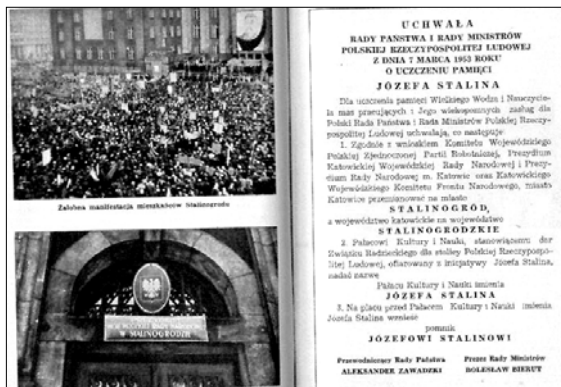 Żałobna manifestacja mieszkańców Stalinogrodu
W STALINOGRODZIE
UCHWAŁA
RADY PAŃSTWA I RADY MINISTRÓW
POLSKIEJ RZECZYPOSPOLITEJ LUDOWEJ
Z DNIA 7 MARCA 1953 ROKU
O UCZCZENIU PAMIĘCI
JÓZEFA STALINA
Dla uczczenia pamięci Wielkiego Wodza i Nauczycie-
la mas pracujących i Jego wiekopomnych zasług dla
Polski Rada Państwa i Rada Ministrów Polskiej Rzeczy-
pospolitej Ludowej uchwalają, co następuje:
1. Zgodnie z wnioskiem Komitetu Wojewódzkiego
Polskiej Zjednoczonej Partii Robotniczej, Prezydium
Katowickiej Wojewódzkiej Rady Narodowej i Prezy-
dium Rady Narodowej m. Katowic oraz Katowickiego
Wojewódzkiego Komitetu Frontu Narodowego, miasto
Katowice przemianować na miasto
STALINOGRÓD,
a województwo katowickie na województwo
STALINOGRODZKIE
2. Pałacowi Kultury i Nauki, stanowiącemu dar
Związku Radzieckiego dla stolicy Polskiej Rzeczypospo-
litej Ludowej, ofiarowany z inicjatywy Józefa Stalina,
nadać nazwę
Pałacu Kultury i Nauki imienia
JÓZEFA STALINA
3. Na placu przed Pałacem Kultury i Nauki imienia
Józefa Stalina wznieść
pomnik
JÓZEFOWI STALINOWI
Przewodniczący Rady Państwa
ALEKSANDER ZAWADZKI
Prezes Rady Ministrów
BOLESŁAW BIERUT